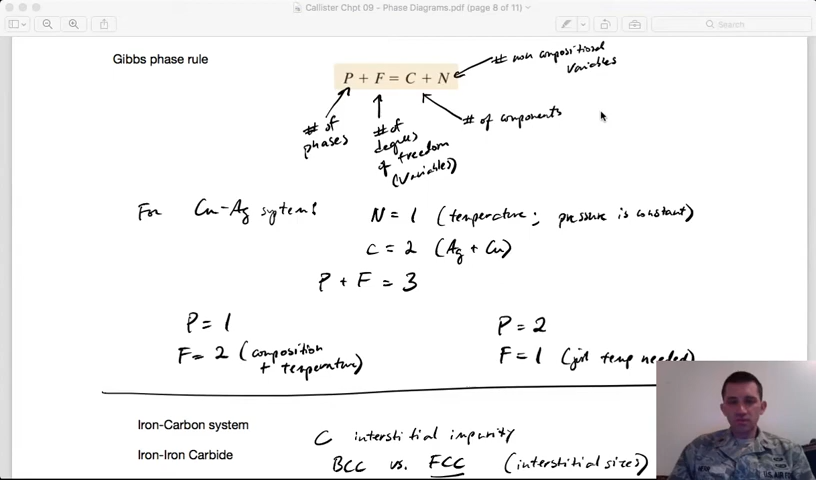 Callister Chpt 09 - Phase Diagrams.pdf (page 8 of 11)
Search
Gibbs phase rule
P + F = C + N
# non compositional variables
# of phases
# of degrees of freedom (variables)
# of components
For Cu-Ag system:
N = 1 (temperature; pressure is constant)
C = 2 (Ag + Cu)
P + F = 3
P = 1
F = 2 (composition + temperature)
P = 2
F = 1 (just temp needed)
Iron-Carbon system
C interstitial impurity
Iron-Iron Carbide
BCC vs. FCC (interstitial sizes)
U.S. AIR